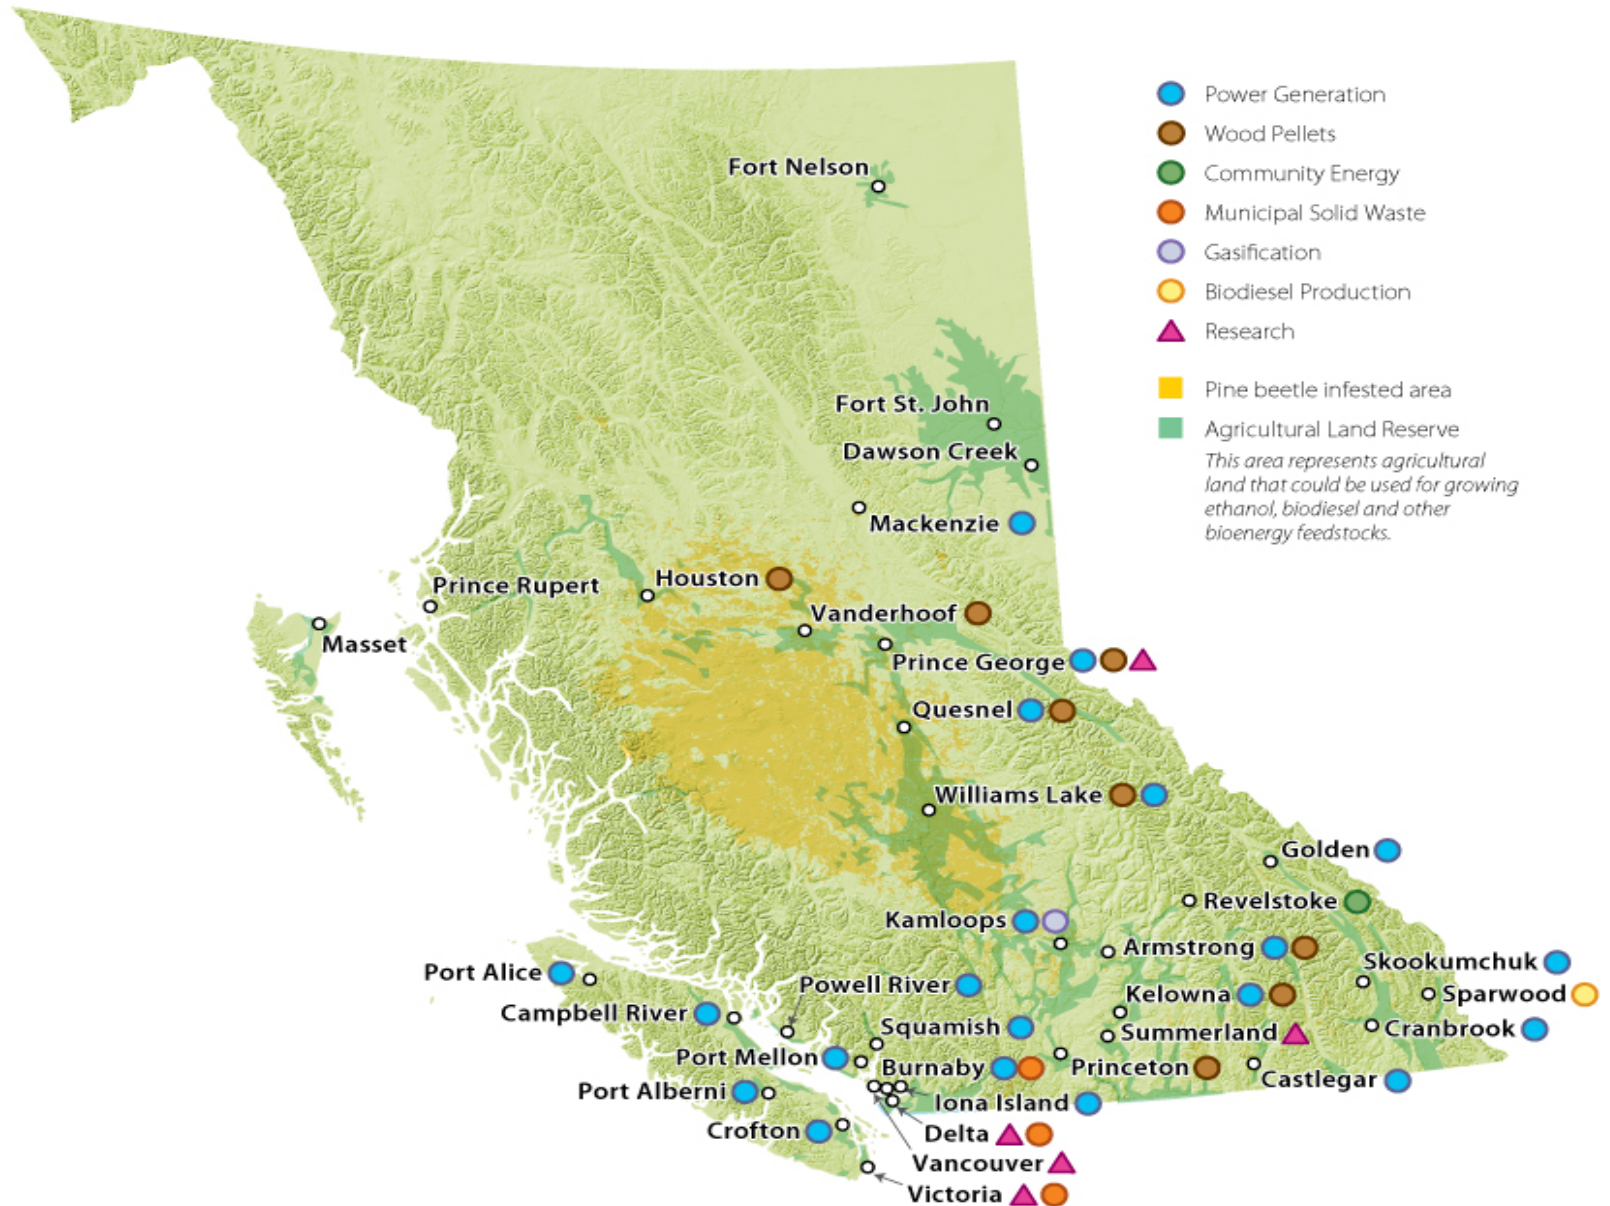 Power Generation
Wood Pellets
Community Energy
Municipal Solid Waste
Gasification
Biodiesel Production
Research
Pine beetle infested area
Agricultural Land Reserve
This area represents agricultural
land that could be used for growing
ethanol, biodiesel and other
bioenergy feedstocks.
Fort Nelson
Fort St. John
Dawson Creek
Mackenzie
Houston
Prince Rupert
Vanderhoof
Masset
Prince George
Quesnel
Williams Lake
Golden
Revelstoke
Kamloops
Armstrong
Skookumchuk
Port Alice
Powell River
Kelowna
Sparwood
Campbell River
Squamish
Summerland
Cranbrook
Port Mellon
Burnaby
Princeton
Castlegar
Port Alberni
Iona Island
Crofton
Delta
Vancouver
Victoria